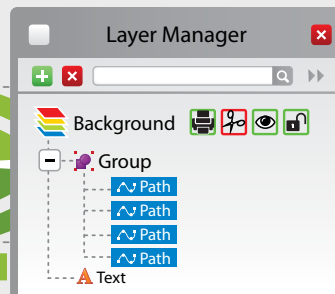 Layer Manager
Background
Group
Path
Path
Path
Path
Text